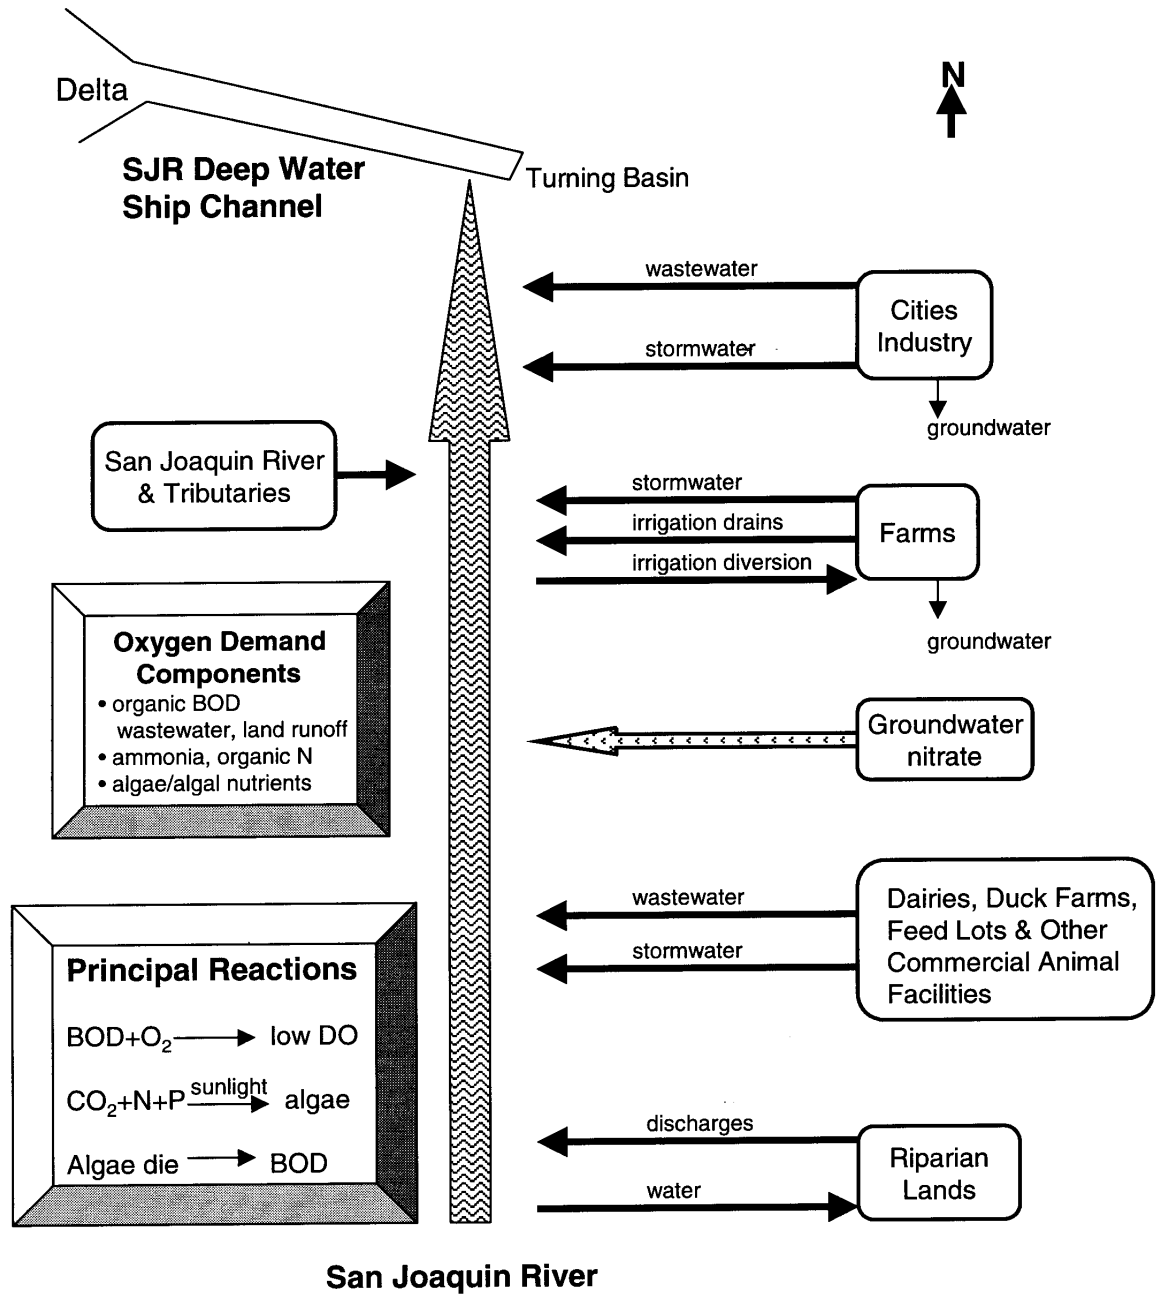 N
Delta
SJR Deep Water
Ship Channel
Turning Basin
wastewater
stormwater
Cities
Industry
groundwater
San Joaquin River
& Tributaries
stormwater
irrigation drains
irrigation diversion
Farms
groundwater
Oxygen Demand
Components
• organic BOD
wastewater, land runoff
• ammonia, organic N
• algae/algal nutrients
Groundwater
nitrate
wastewater
stormwater
Dairies, Duck Farms,
Feed Lots & Other
Commercial Animal
Facilities
Principal Reactions
BOD+O₂ → low DO
CO₂+N+P sunlight → algae
Algae die → BOD
discharges
water
Riparian
Lands
San Joaquin River